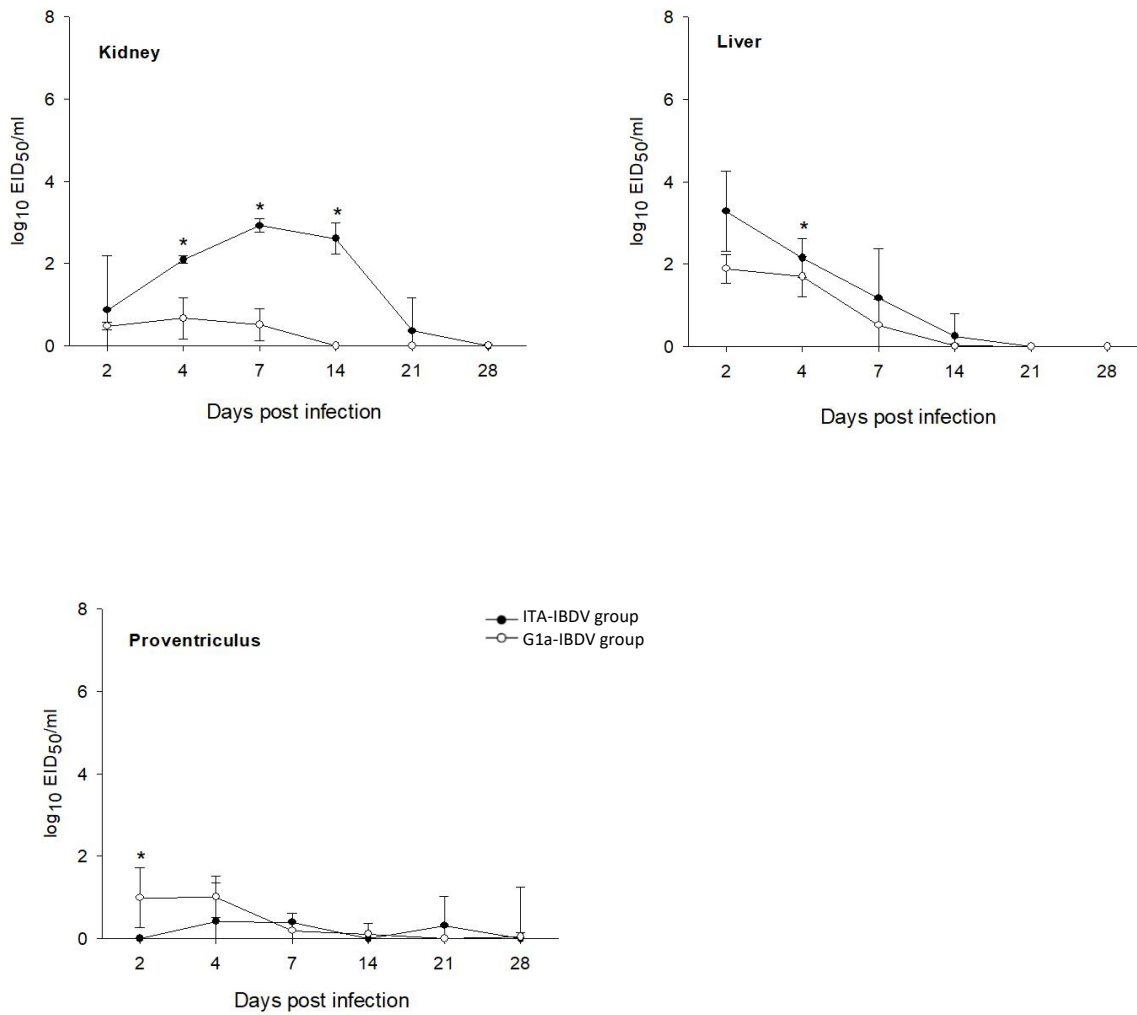 Kidney
8
6
4
2
0
log10 EID50/ml
* * *
2 4 7 14 21 28
Days post infection
Liver
8
6
4
2
0
log10 EID50/ml
*
2 4 7 14 21 28
Days post infection
Proventriculus
ITA-IBDV group
G1a-IBDV group
8
6
4
2
0
log10 EID50/ml
*
2 4 7 14 21 28
Days post infection